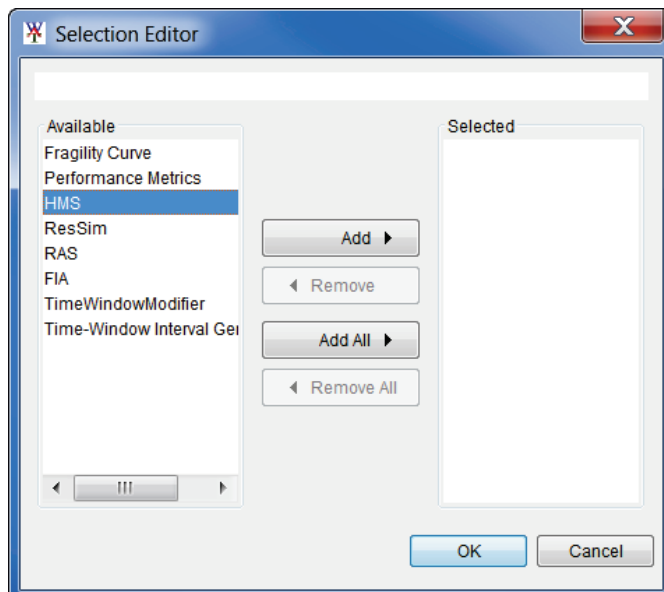 Selection Editor
Available
Fragility Curve
Performance Metrics
HMS
ResSim
RAS
FIA
TimeWindowModifier
Time-Window Interval Ger
Add
Remove
Add All
Remove All
Selected
OK
Cancel